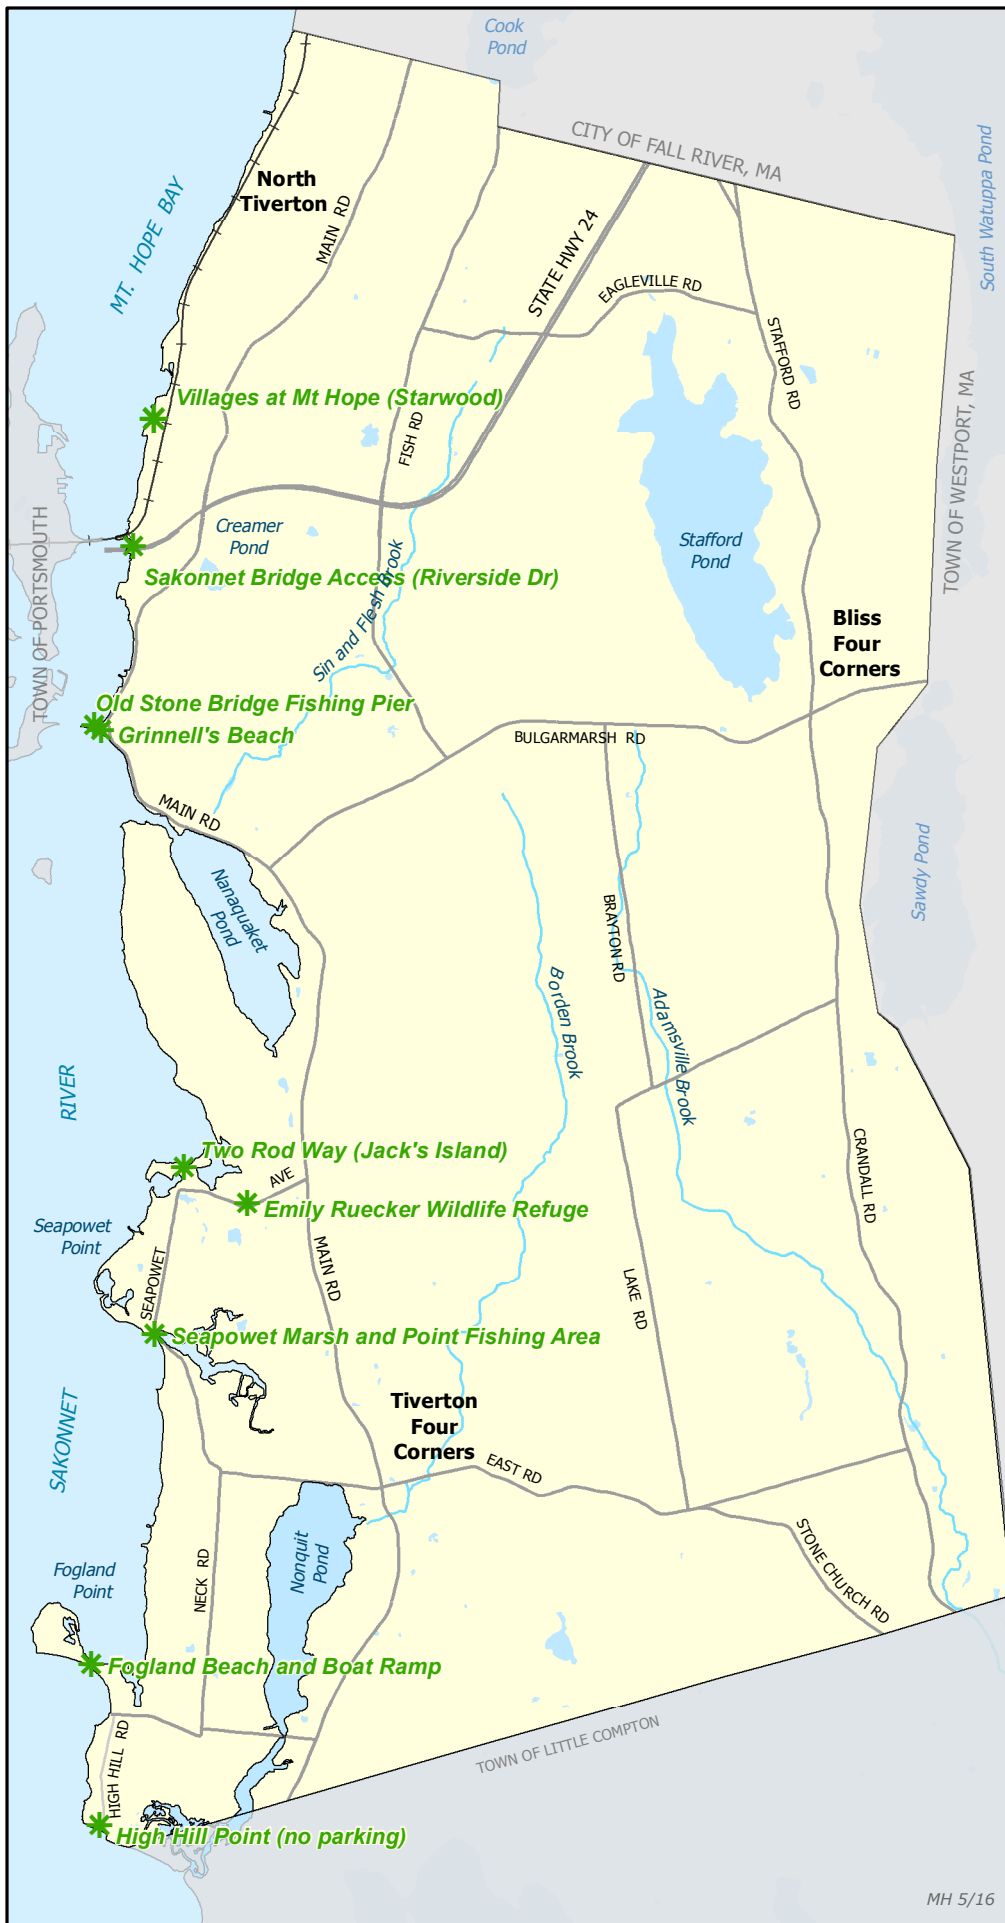 Cook
Pond
CITY OF FALL RIVER, MA
South Watuppa Pond
North
Tiverton
MAIN RD
MT. HOPE BAY
STATE HWY 24
EAGLEVILLE RD
STAFFORD RD
Villages at Mt Hope (Starwood)
FISH RD
TOWN OF WESTPORT, MA
Creamer
Pond
Stafford
Pond
TOWN OF PORTSMOUTH
Sakonnet Bridge Access (Riverside Dr)
Sin and Flesh Brook
Bliss
Four
Corners
Old Stone Bridge Fishing Pier
Grinnell's Beach
BULGARMARSH RD
MAIN RD
Nanaquaket
Pond
Sawdy Pond
BRAYTON RD
Borden Brook
Adamsville Brook
RIVER
Two Rod Way (Jack's Island)
AVE
CRANDALL RD
Emily Ruecker Wildlife Refuge
Seapowet
Point
SEAPOWET
MAIN RD
LAKE RD
Seapowet Marsh and Point Fishing Area
SAKONNET
Tiverton
Four
Corners
EAST RD
STONE CHURCH RD
Nonquit
Pond
NECK RD
Fogland
Point
Fogland Beach and Boat Ramp
HIGH HILL RD
TOWN OF LITTLE COMPTON
High Hill Point (no parking)
MH 5/16